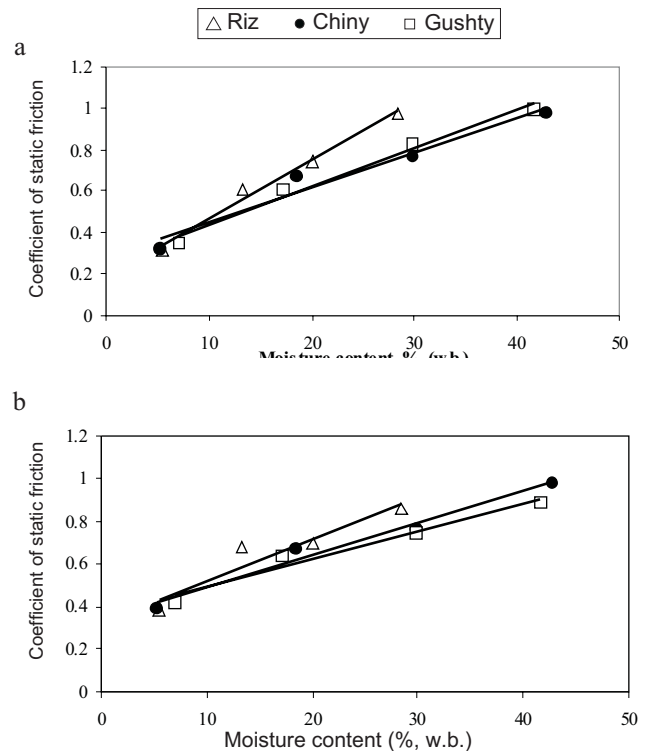 Riz Chiny Gushty
a
1.2
1
0.8
0.6
0.4
0.2
0
Coefficient of static friction
0 10 20 30 40 50
Moisture content, %, (w.b.)
b
1.2
1
0.8
0.6
0.4
0.2
0
Coefficient of static friction
0 10 20 30 40 50
Moisture content (%, w.b.)